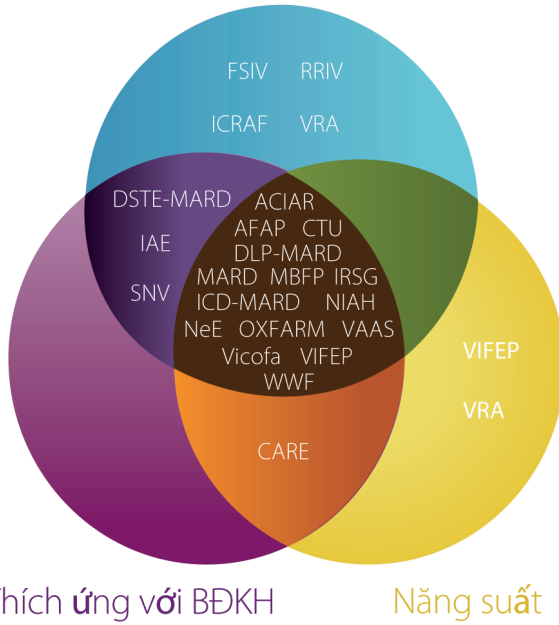 FSIV RRIV
ICRAF VRA
DSTE-MARD ACIAR
AFAP CTU
IAE
DLP-MARD
MARD MBFP IRSG
SNV
ICD-MARD NIAH
NeE OXFARM VAAS
Vicofa VIFEP
VIFEP
WWF
VRA
CARE
hích ứng với BĐKH Năng suất